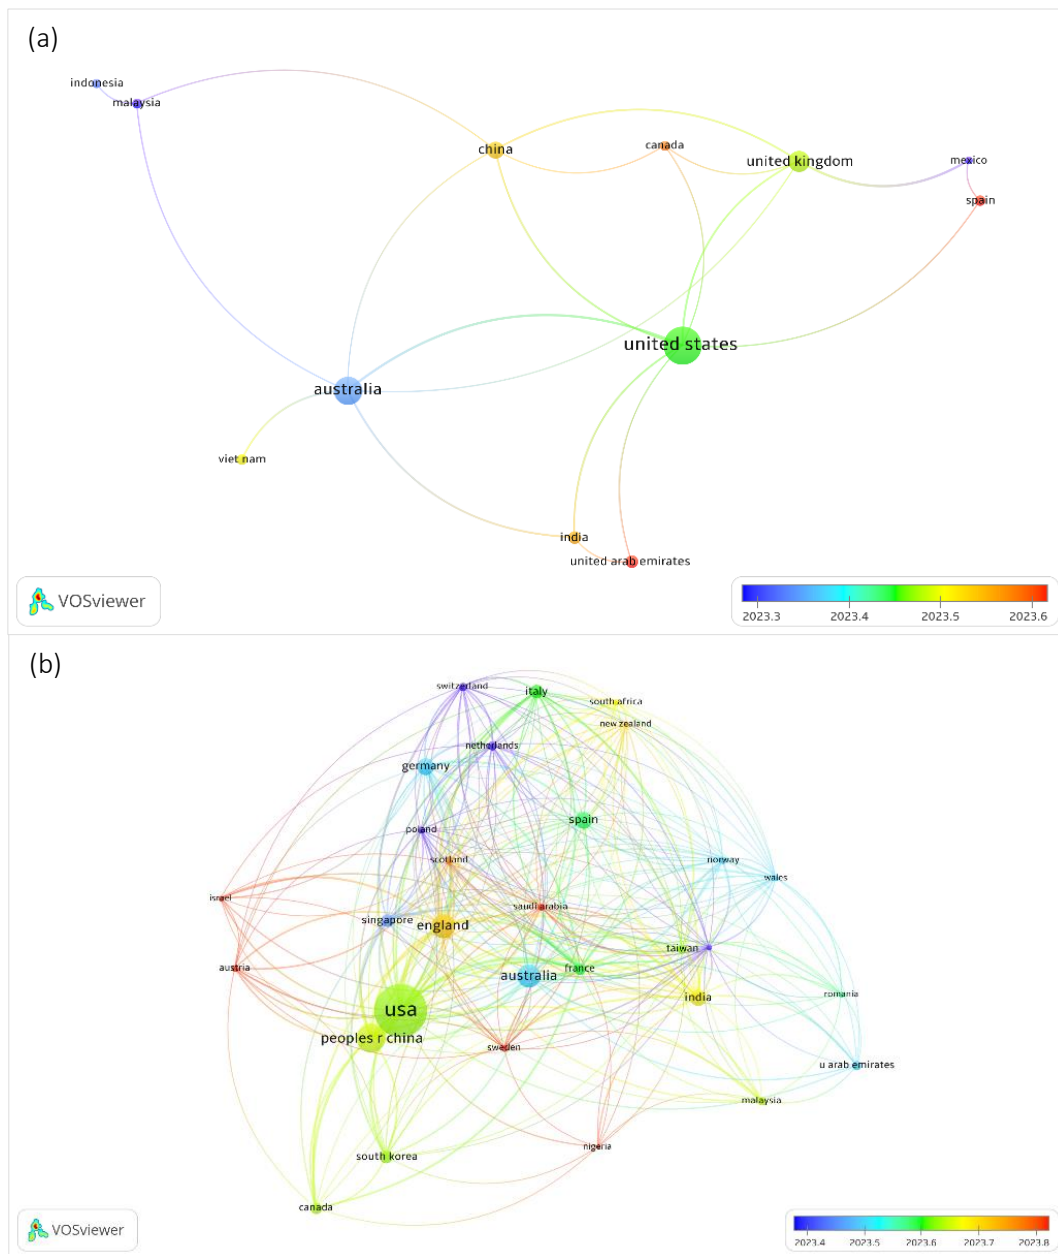 (a)
indonesia
malaysia
china
canada
united kingdom
mexico
spain
united states
australia
viet nam
india
united arab emirates
VOSviewer
2023.3 2023.4 2023.5 2023.6
(b)
switzerland
italy
south africa
new zealand
netherlands
germany
spain
poland
scotland
norway
wales
israel
saudi arabia
singapore
england
taiwan
austria
france
australia
india
romania
usa
peoples r china
sweden
u arab emirates
malaysia
nigeria
south korea
canada
VOSviewer
2023.4 2023.5 2023.6 2023.7 2023.8